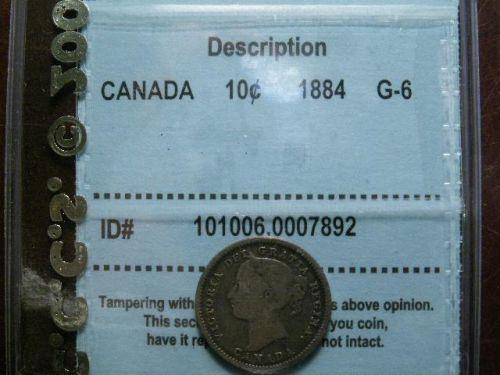 Description
CANADA 10¢ 1884 G-6
ID# 101006.0007892
Tampering with s above opinion.
This sec you coin,
have it re not intact.
VICTORIA DEI GRATIA REGINA
CANADA
C.C.C.S. © 2005